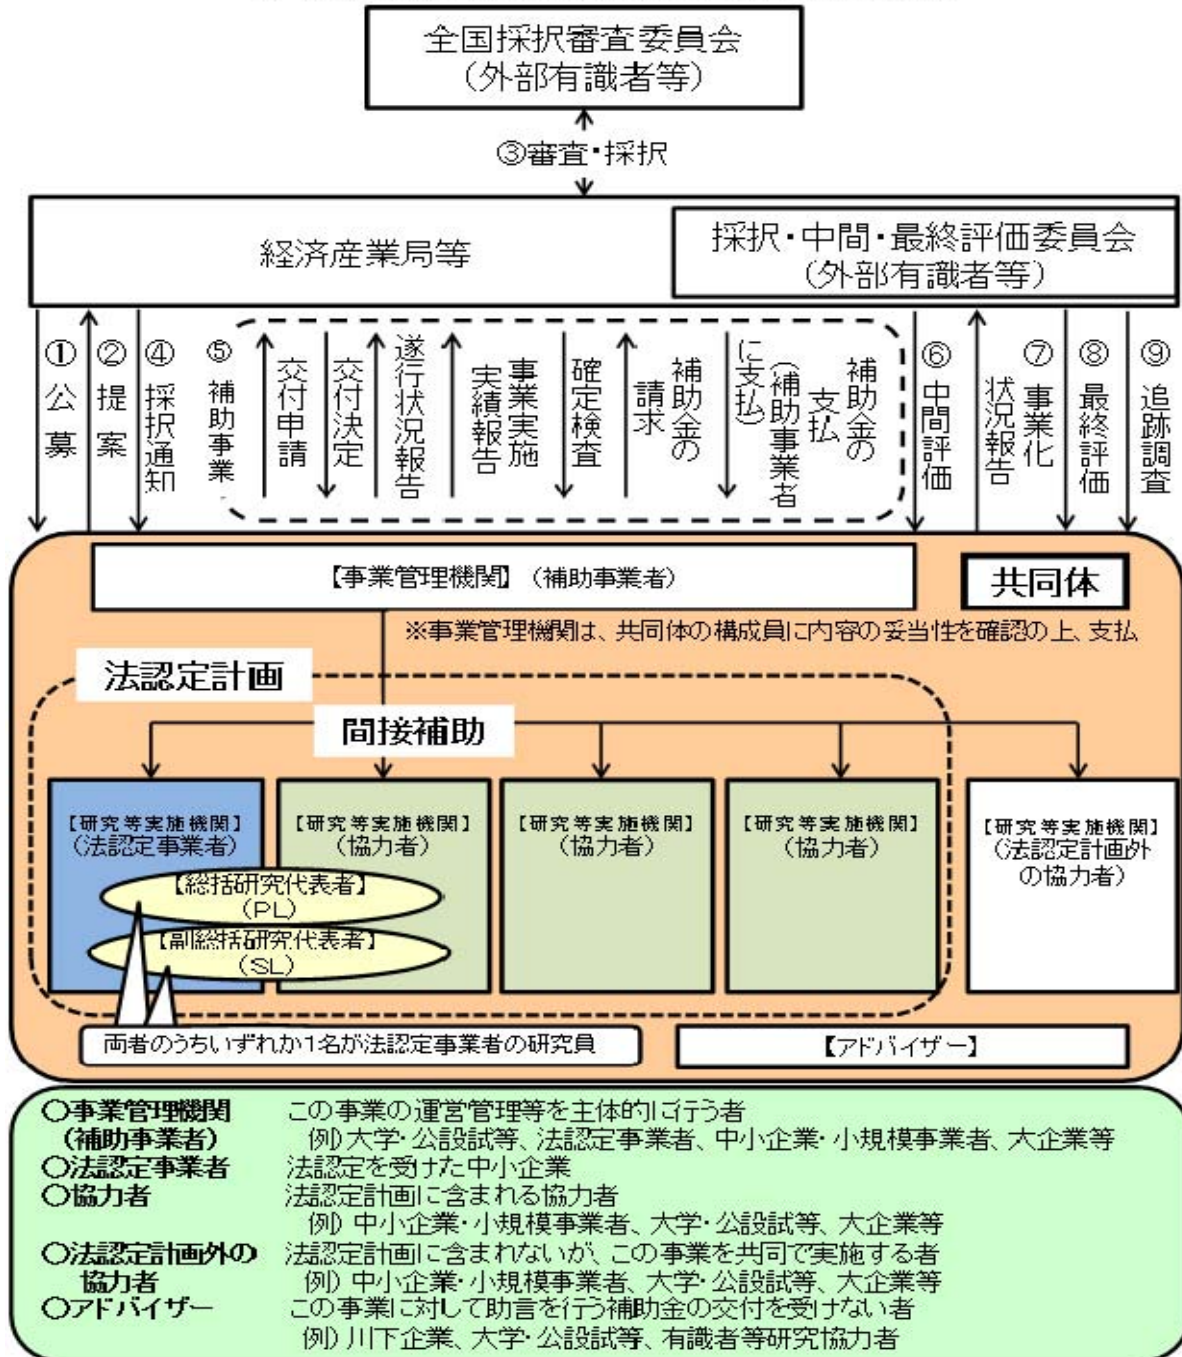 全国採択審査委員会
(外部有識者等)
③審査・採択
経済産業局等
採択・中間・最終評価委員会
(外部有識者等)
①公募
②提案
④採択通知
⑤補助事業
交付申請
交付決定
遂行状況報告
事業実施
実績報告
確定検査
補助金の
請求
補助金の
支払
(補助事業者
に支払)
⑥中間評価
⑦事業化
状況報告
⑧最終評価
⑨追跡調査
【事業管理機関】(補助事業者)
共同体
※事業管理機関は、共同体の構成員に内容の妥当性を確認の上、支払
法認定計画
間接補助
【研究等実施機関】
(法認定事業者)
【研究等実施機関】
(協力者)
【研究等実施機関】
(協力者)
【研究等実施機関】
(協力者)
【研究等実施機関】
(法認定計画外
の協力者)
【総括研究代表者】
(PL)
【副総括研究代表者】
(SL)
両者のうちいずれか1名が法認定事業者の研究員
【アドバイザー】
○事業管理機関 この事業の運営管理等を主体的に行う者
(補助事業者) 例)大学・公設試等、法認定事業者、中小企業・小規模事業者、大企業等
○法認定事業者 法認定を受けた中小企業
○協力者 法認定計画に含まれる協力者
例)中小企業・小規模事業者、大学・公設試等、大企業等
○法認定計画外の 法認定計画に含まれないが、この事業を共同で実施する者
協力者 例)中小企業・小規模事業者、大学・公設試等、大企業等
○アドバイザー この事業に対して助言を行う補助金の交付を受けない者
例)川下企業、大学・公設試等、有識者等研究協力者